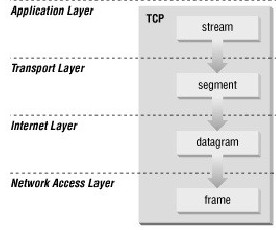 Application Layer
TCP
stream
Transport Layer
segment
Internet Layer
datagram
Network Access Layer
frame